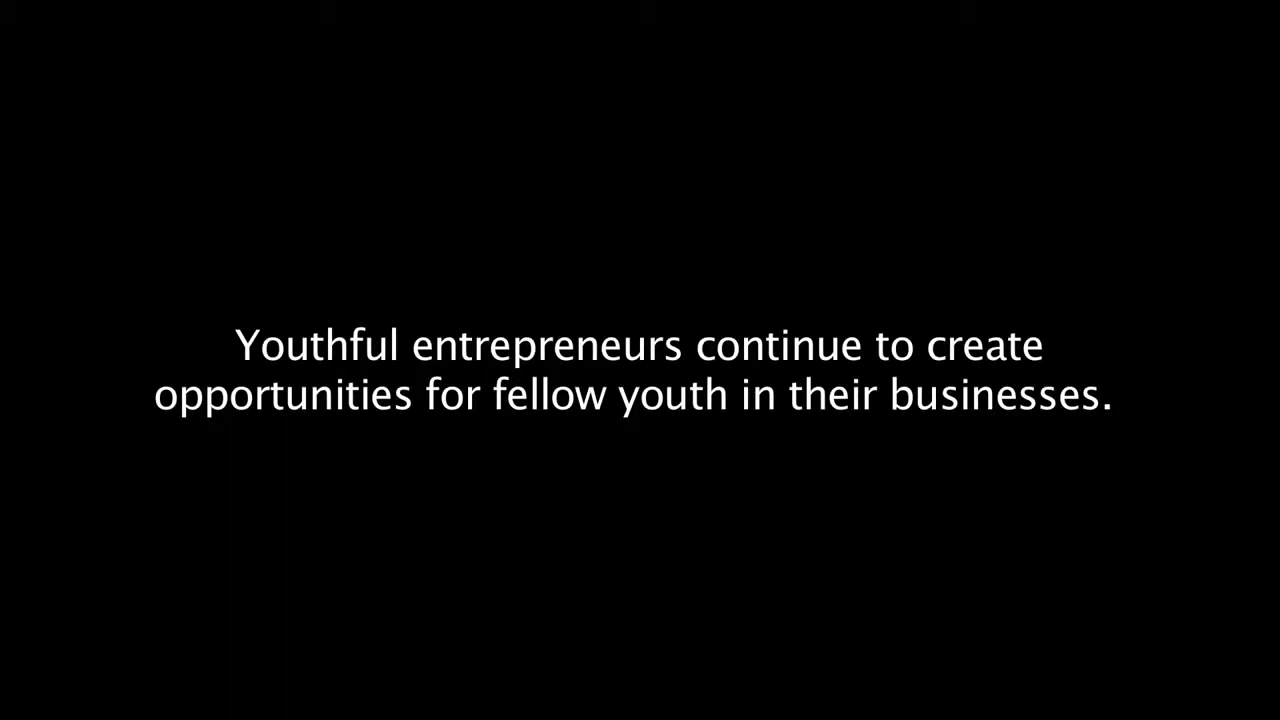 Youthful entrepreneurs continue to create
opportunities for fellow youth in their businesses.